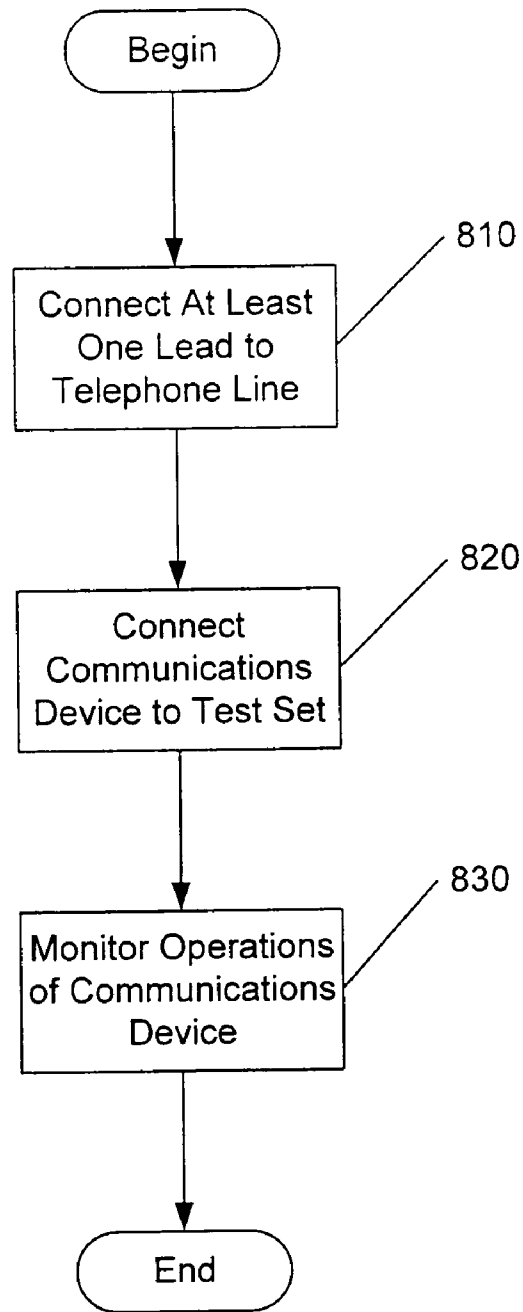 Begin
810
Connect At Least
One Lead to
Telephone Line
820
Connect
Communications
Device to Test Set
830
Monitor Operations
of Communications
Device
End